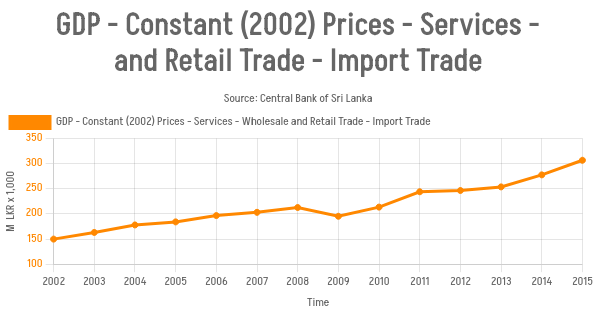 GDP - Constant (2002) Prices - Services -
and Retail Trade - Import Trade
Source: Central Bank of Sri Lanka
GDP - Constant (2002) Prices - Services - Wholesale and Retail Trade - Import Trade
350
300
250
200
150
100
M LKR x 1,000
2002 2003 2004 2005 2006 2007 2008 2009 2010 2011 2012 2013 2014 2015
Time